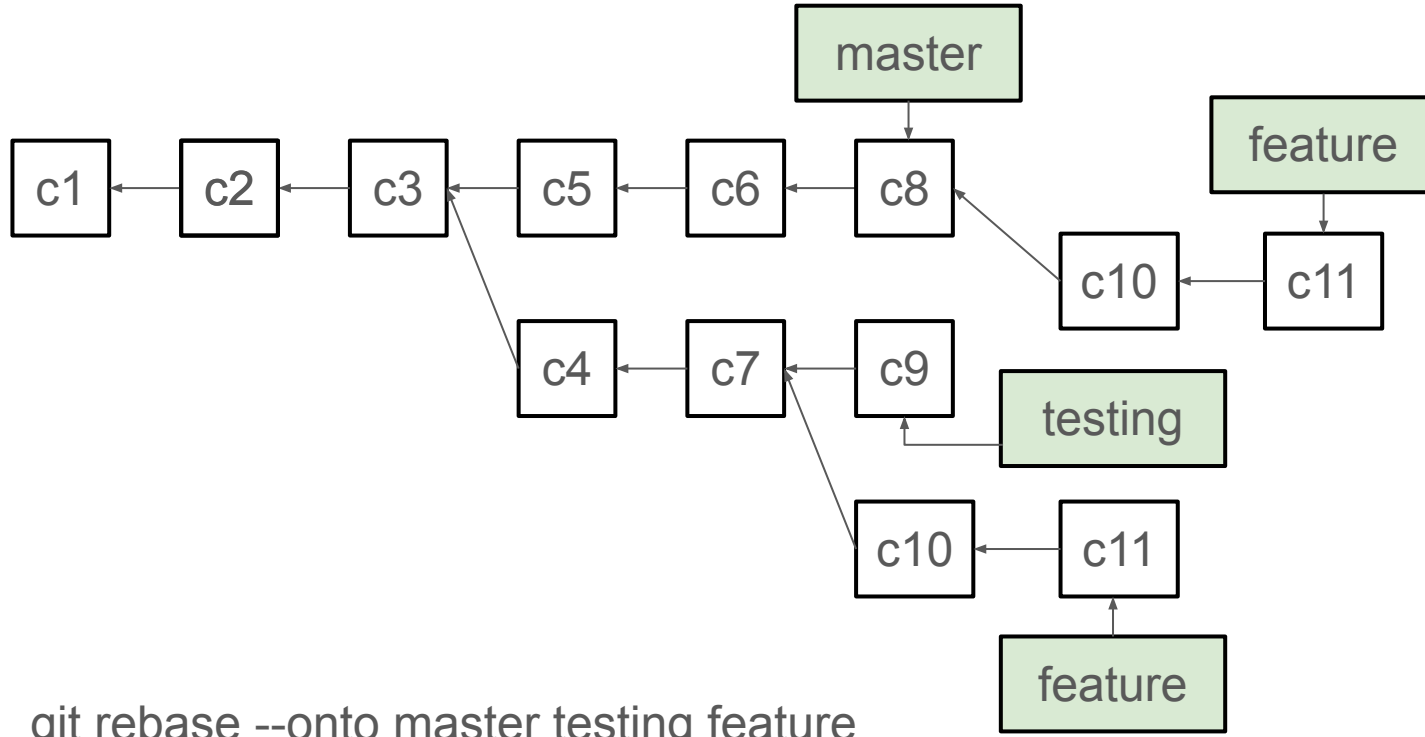 master
feature
c1 c2 c3 c5 c6 c8
c10 c11
c4 c7 c9
testing
c10 c11
feature
git rebase --onto master testing feature